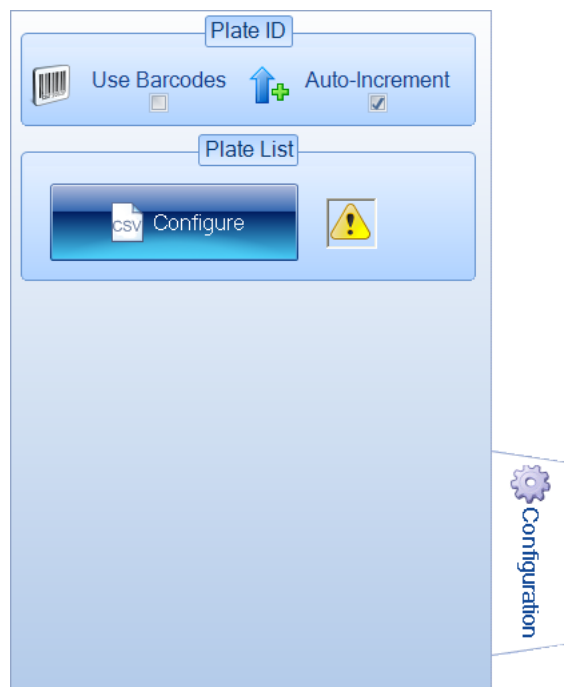 Plate ID
Use Barcodes
Auto-Increment
Plate List
CSV Configure
Configuration